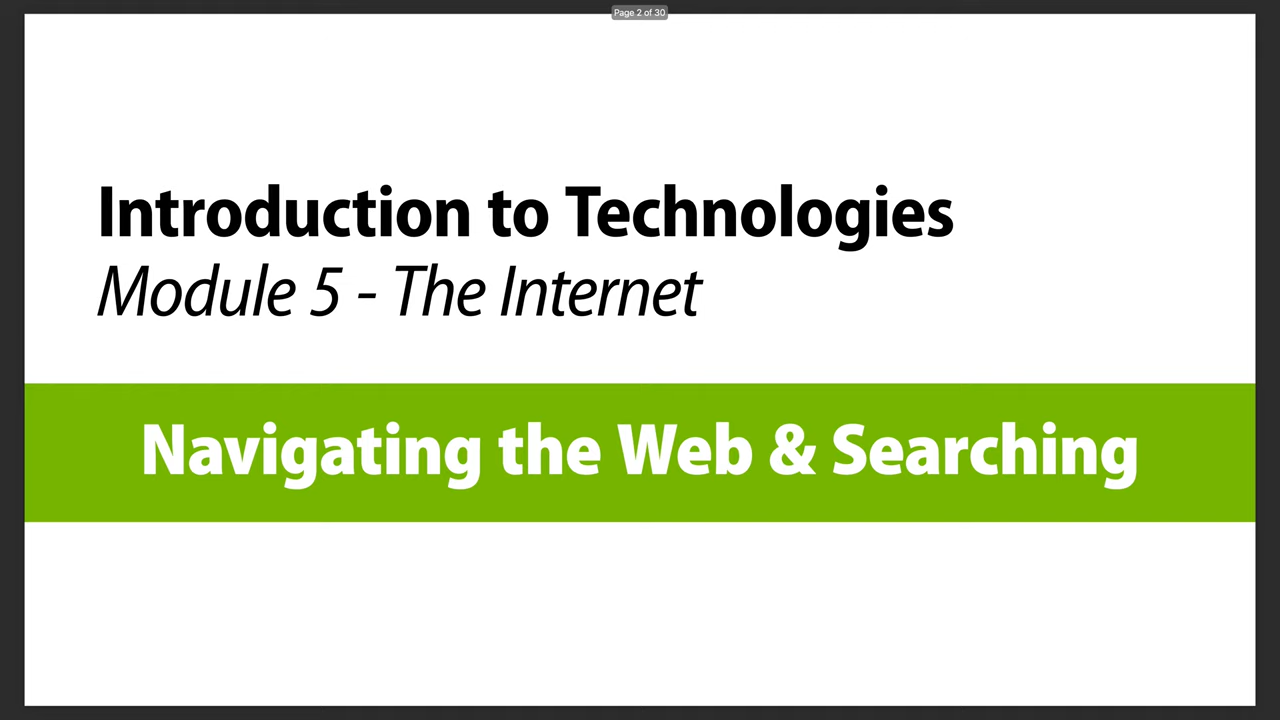 Page 2 of 30
Introduction to Technologies
Module 5 - The Internet
Navigating the Web & Searching